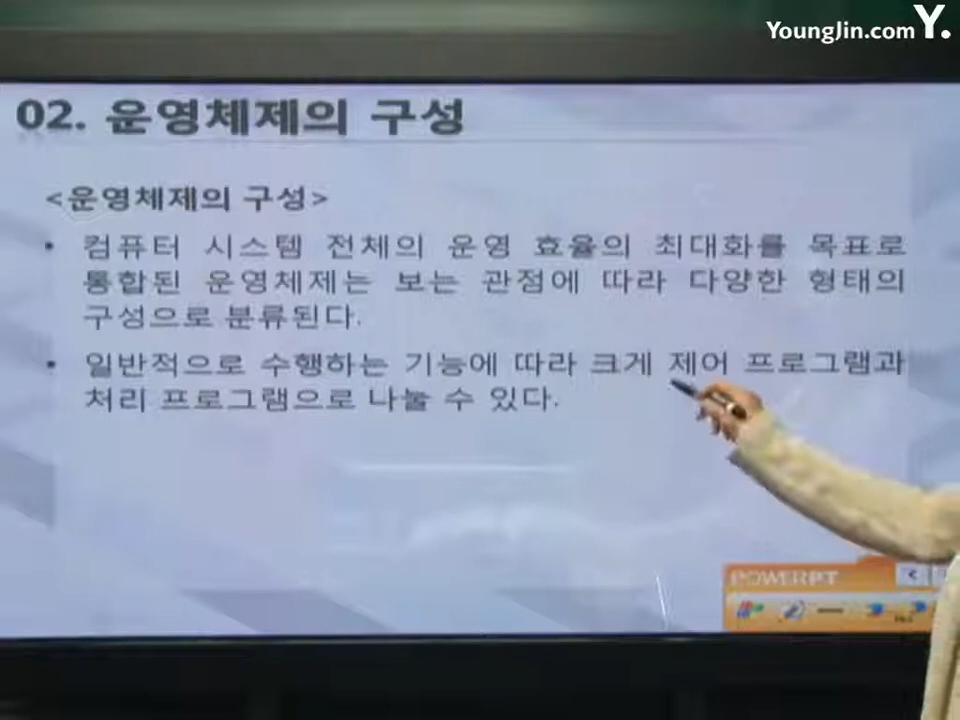 YoungJin.com Y.
02. 운영체제의 구성
<운영체제의 구성>
• 컴퓨터 시스템 전체의 운영 효율의 최대화를 목표로
통합된 운영체제는 보는 관점에 따라 다양한 형태의
구성으로 분류된다.
• 일반적으로 수행하는 기능에 따라 크게 제어 프로그램과
처리 프로그램으로 나눌 수 있다.
POWERPT